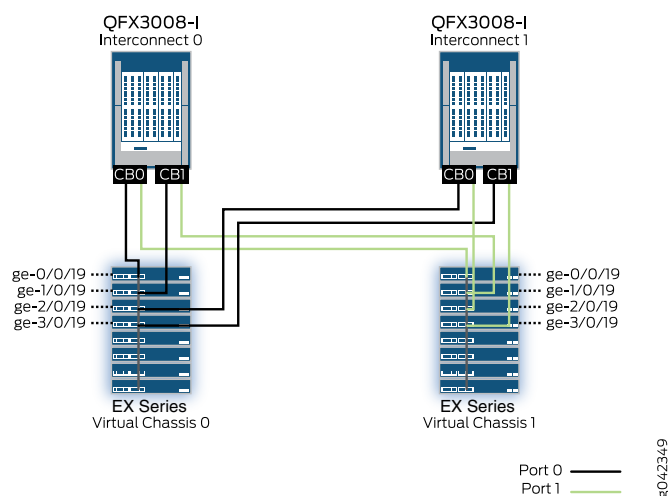 QFX3008-I QFX3008-I
Interconnect 0 Interconnect 1
CB0 CB1 CB0 CB1
ge-0/0/19 ge-0/0/19
ge-1/0/19 ge-1/0/19
ge-2/0/19 ge-2/0/19
ge-3/0/19 ge-3/0/19
EX Series EX Series
Virtual Chassis 0 Virtual Chassis 1
Port 0
Port 1
g042349